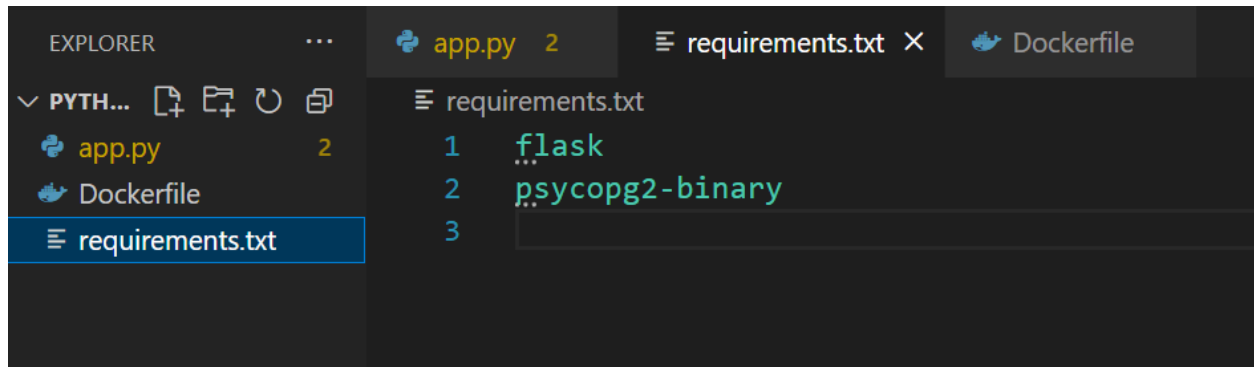 EXPLORER ...
app.py 2
requirements.txt
Dockerfile
PYTH...
app.py 2
Dockerfile
requirements.txt
requirements.txt
1 flask
2 psycopg2-binary
3